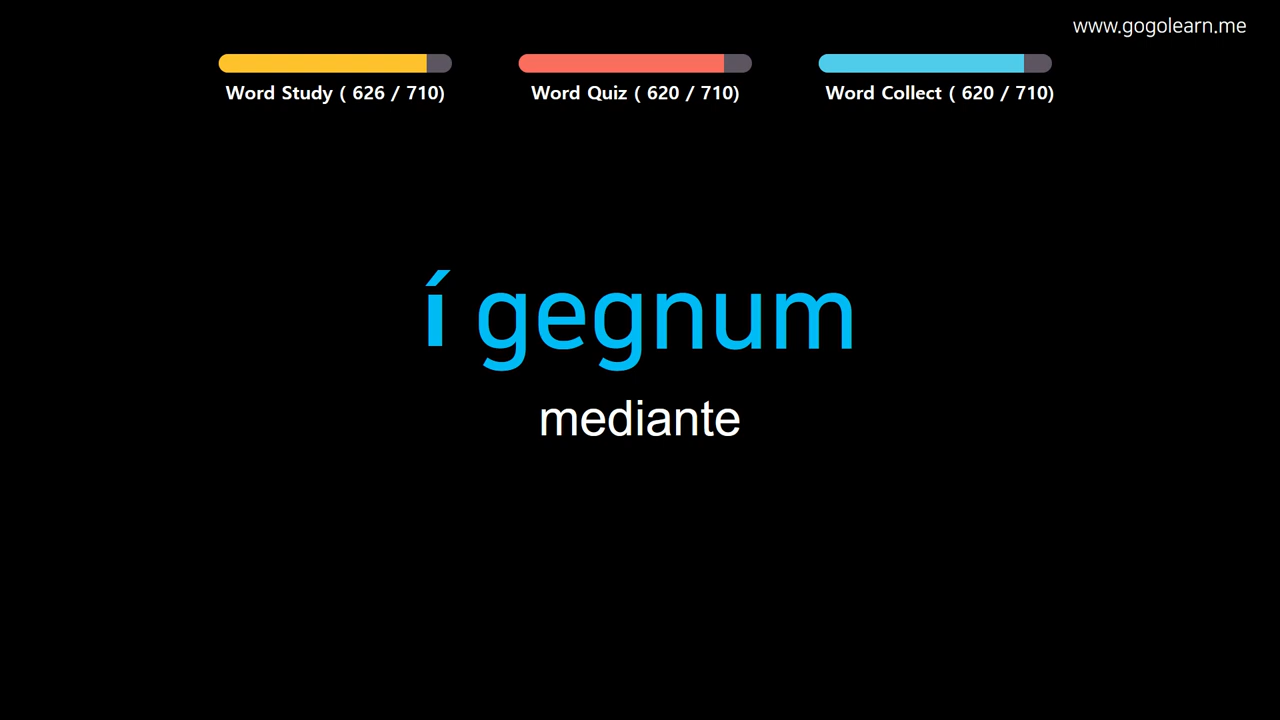 www.gogolearn.me
Word Study ( 626 / 710)
Word Quiz ( 620 / 710)
Word Collect ( 620 / 710)
í gegnum
mediante